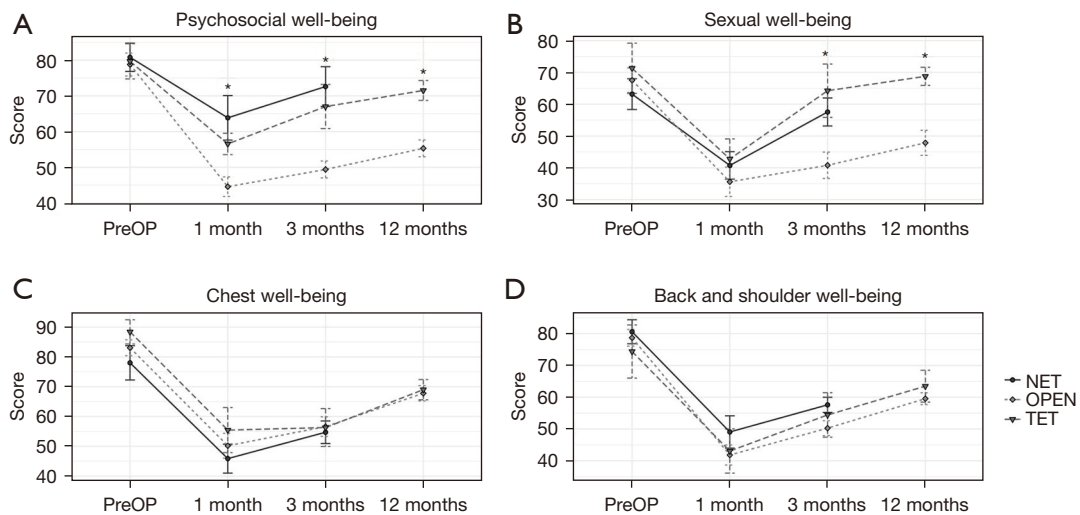 A
Psychosocial well-being
80
70
60
50
40
Score
*
*
*
PreOP
1 month
3 months
12 months
B
Sexual well-being
80
70
60
50
40
30
Score
*
*
PreOP
1 month
3 months
12 months
C
Chest well-being
90
80
70
60
50
40
Score
PreOP
1 month
3 months
12 months
D
Back and shoulder well-being
80
70
60
50
40
Score
PreOP
1 month
3 months
12 months
NET
OPEN
TET